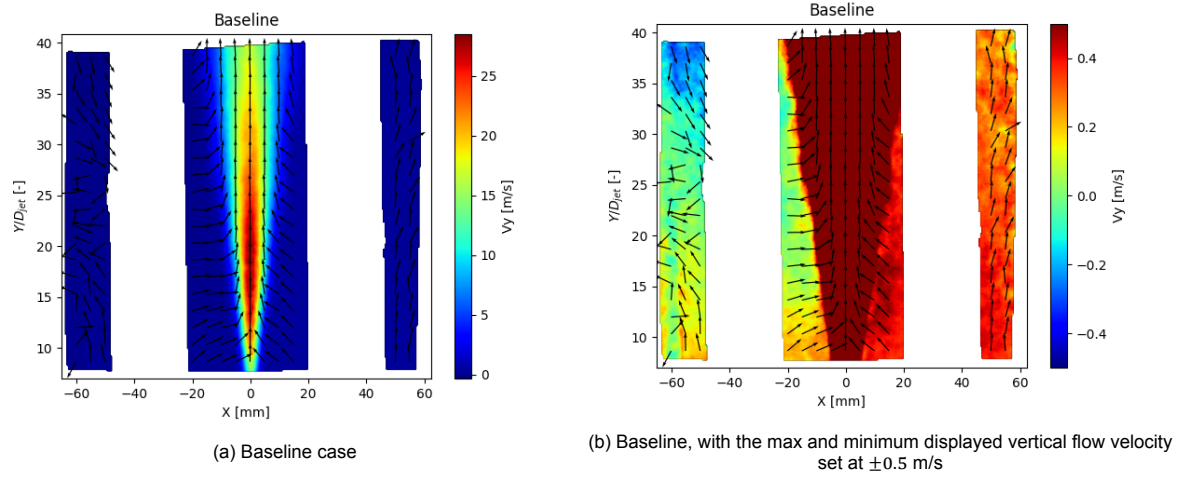 Baseline
40
35
30
25
20
15
10
Y/D_Jet [-]
−60 −40 −20 0 20 40 60
X [mm]
25
20
15
10
5
0
Vy [m/s]
(a) Baseline case
Baseline
40
35
30
25
20
15
10
Y/D_Jet [-]
−60 −40 −20 0 20 40 60
X [mm]
0.4
0.2
0.0
−0.2
−0.4
Vy [m/s]
(b) Baseline, with the max and minimum displayed vertical flow velocity
set at ±0.5 m/s